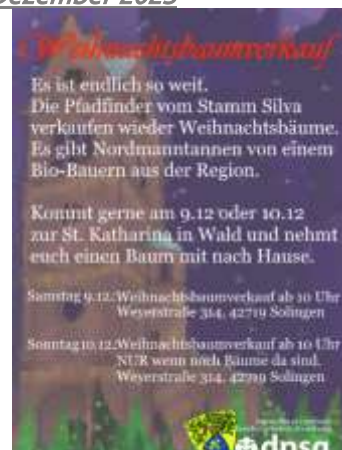 Dezember 2023
Weihnachtsbaumverkauf
Es ist endlich so weit.
Die Pfadfinder vom Stamm Silva
verkaufen wieder Weihnachtsbäume.
Es gibt Nordmanntannen von einem
Bio-Bauern aus der Region.
Kommt gerne am 9.12 oder 10.12
zur St. Katharina in Wald und nehmt
euch einen Baum mit nach Hause.
Samstag 9.12. Weihnachtsbaumverkauf ab 10 Uhr
Weyerstraße 314, 42719 Solingen
Sonntag 10.12. Weihnachtsbaumverkauf ab 10 Uhr
NUR wenn noch Bäume da sind.
Weyerstraße 314, 42719 Solingen
dpsg